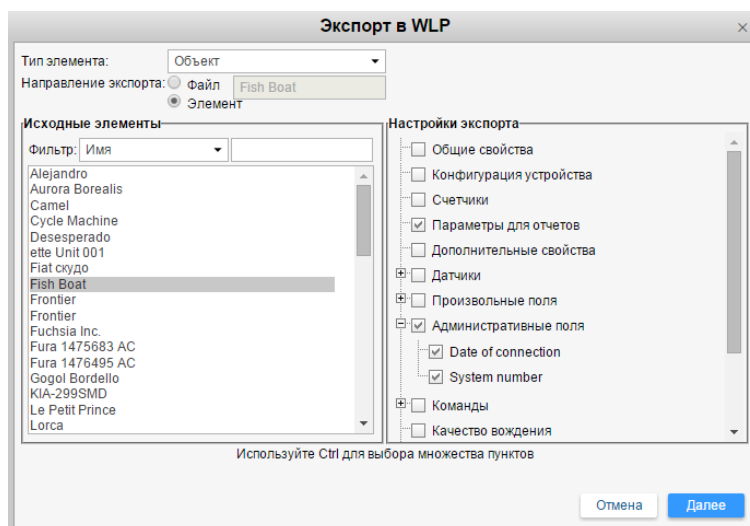 Экспорт в WLP
×
Тип элемента: Объект
Направление экспорта: Файл Fish Boat
Элемент
Исходные элементы
Фильтр: Имя
Alejandro
Aurora Borealis
Camel
Cycle Machine
Desesperado
ette Unit 001
Fiat скудо
Fish Boat
Frontier
Frontier
Fuchsia Inc.
Fura 1475683 AC
Fura 1476495 AC
Gogol Bordello
KIA-299SMD
Le Petit Prince
Lorca
Настройки экспорта
Общие свойства
Конфигурация устройства
Счетчики
Параметры для отчетов
Дополнительные свойства
Датчики
Произвольные поля
Административные поля
Date of connection
System number
Команды
Качество вождения
Используйте Ctrl для выбора множества пунктов
Отмена Далее